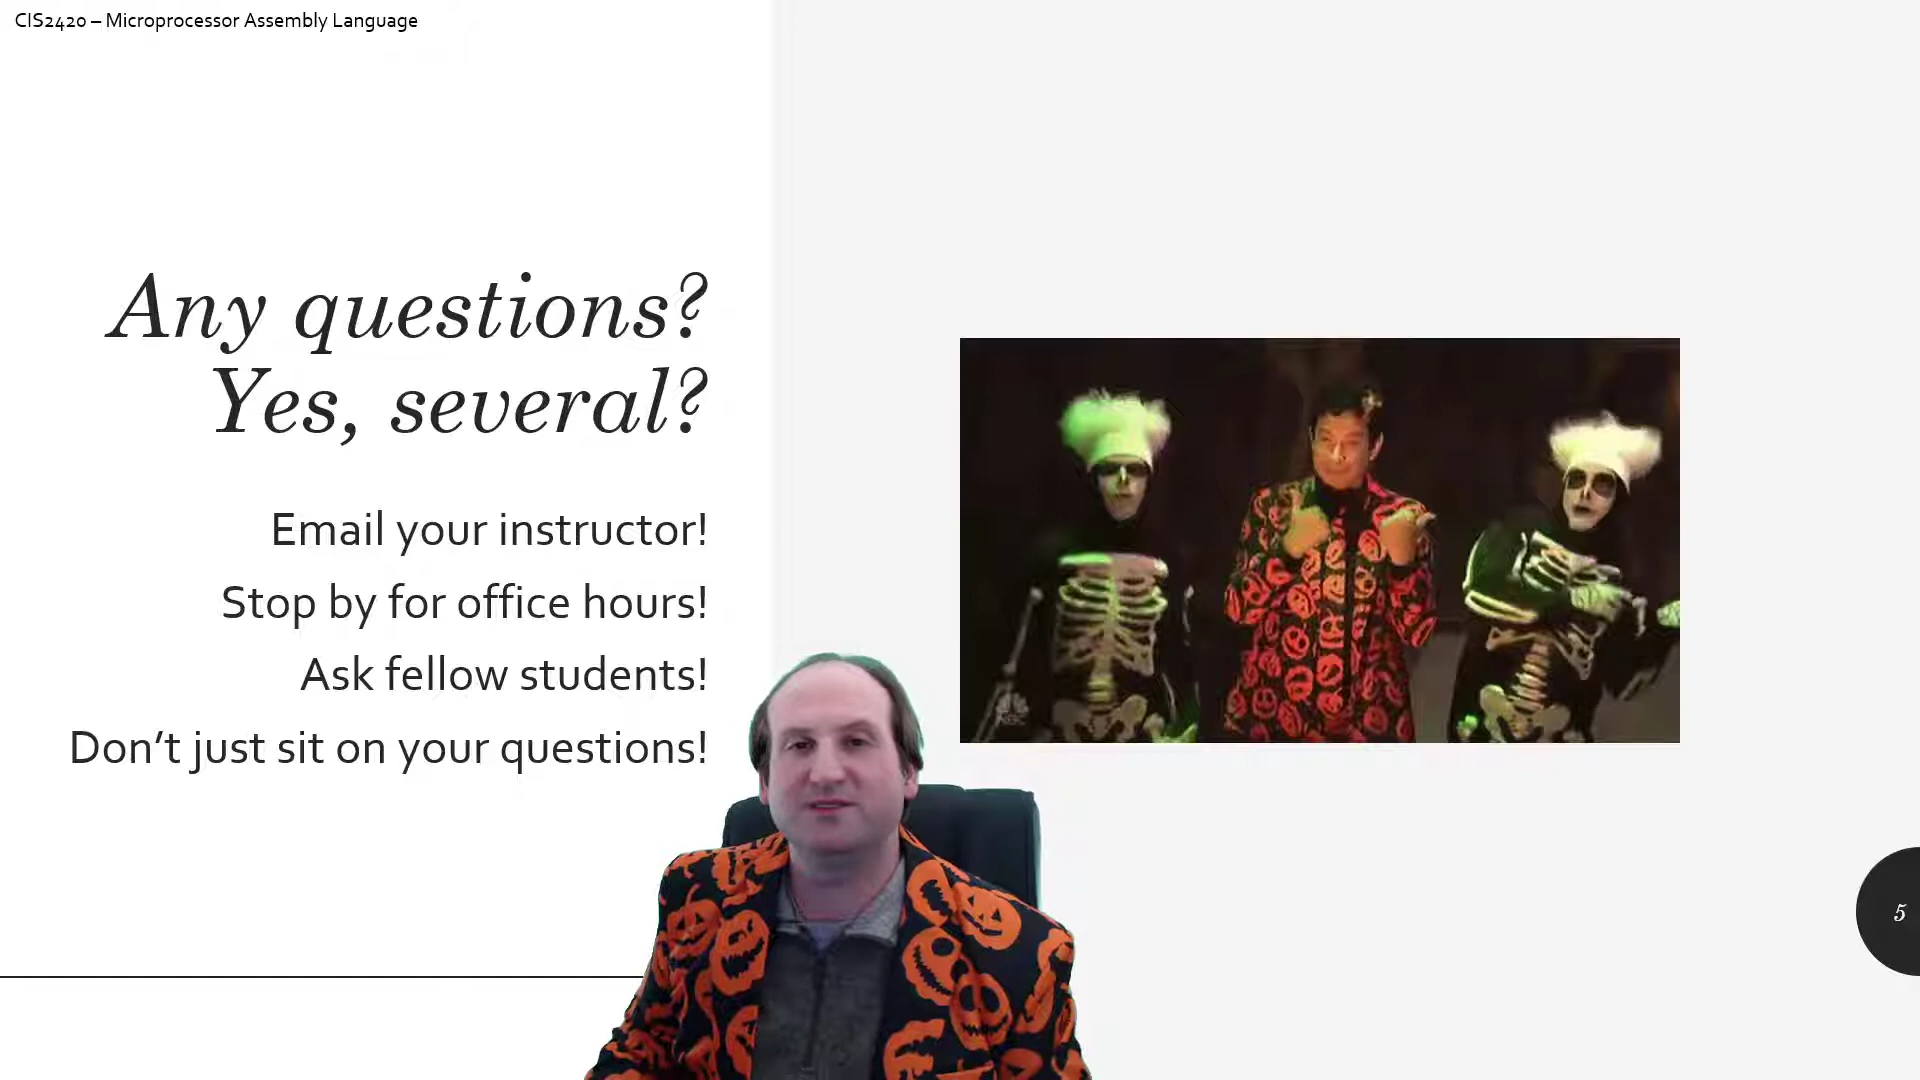 CIS2420 – Microprocessor Assembly Language
Any questions?
Yes, several?
Email your instructor!
Stop by for office hours!
Ask fellow students!
Don’t just sit on your questions!
NBC
5